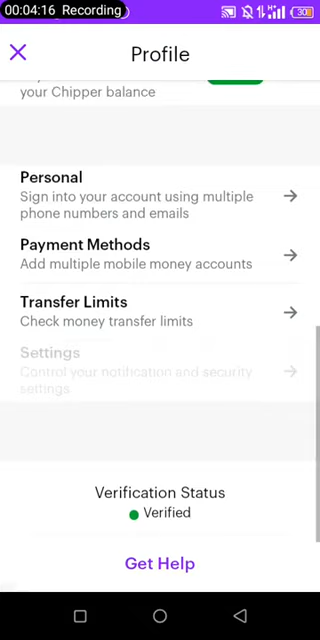 00:04:16 Recording
30
Profile
your Chipper balance
Personal
Sign into your account using multiple
phone numbers and emails
Payment Methods
Add multiple mobile money accounts
Transfer Limits
Check money transfer limits
Settings
Control your notification and security
settings
Verification Status
Verified
Get Help